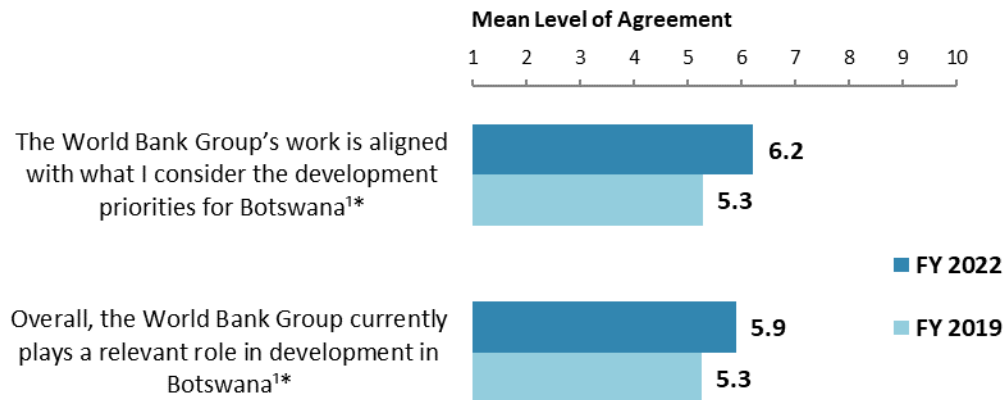 Mean Level of Agreement
1 2 3 4 5 6 7 8 9 10
The World Bank Group’s work is aligned
with what I consider the development
priorities for Botswana¹*
6.2
5.3
FY 2022
FY 2019
Overall, the World Bank Group currently
plays a relevant role in development in
Botswana¹*
5.9
5.3